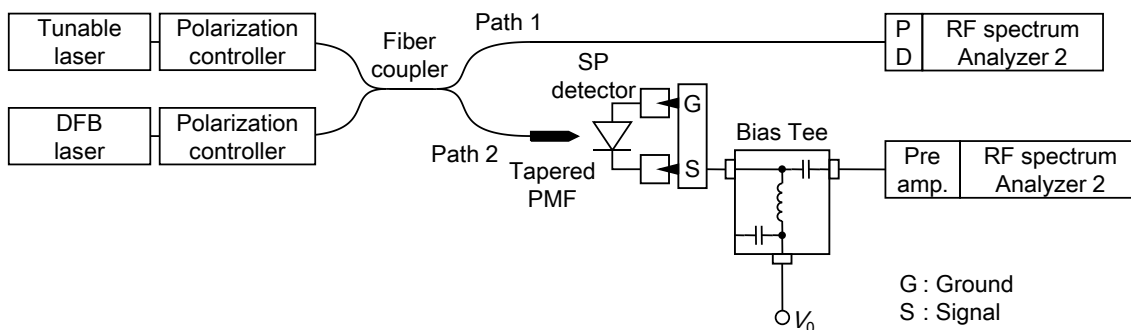 Tunable
laser
Polarization
controller
Fiber
coupler
Path 1
P
D
RF spectrum
Analyzer 2
DFB
laser
Polarization
controller
Path 2
Tapered
PMF
SP
detector
G
S
Bias Tee
Pre
amp.
RF spectrum
Analyzer 2
V0
G : Ground
S : Signal